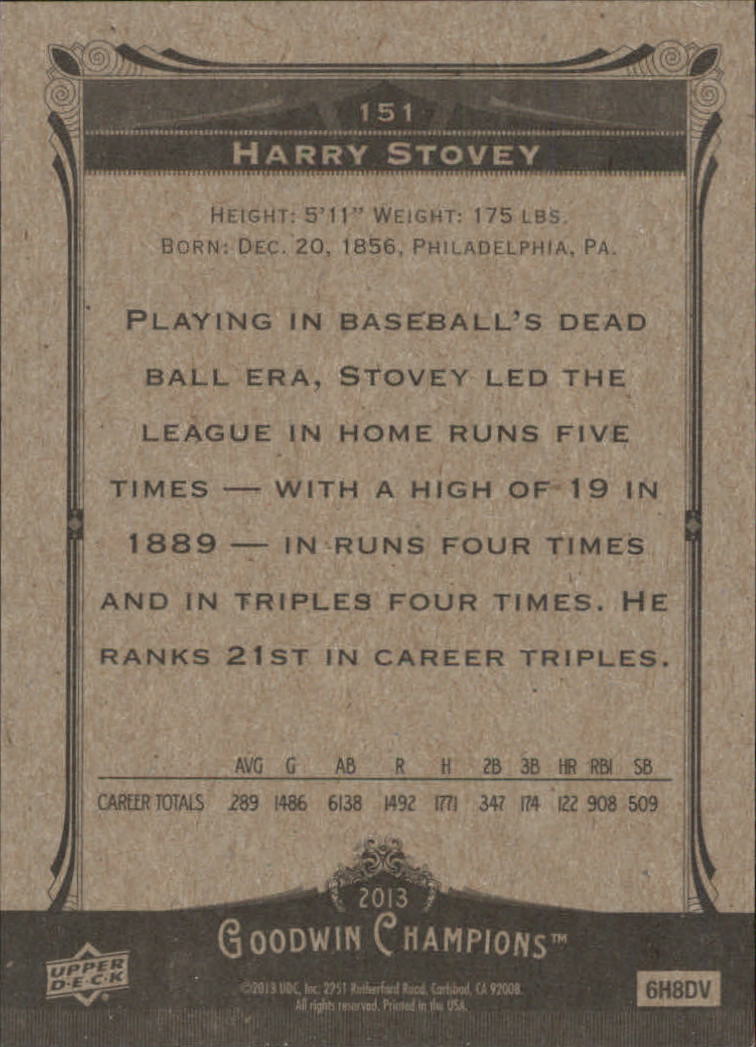 151
HARRY STOVEY
HEIGHT: 5'11" WEIGHT: 175 LBS.
BORN: DEC. 20, 1856, PHILADELPHIA, PA.
PLAYING IN BASEBALL'S DEAD
BALL ERA, STOVEY LED THE
LEAGUE IN HOME RUNS FIVE
TIMES — WITH A HIGH OF 19 IN
1889 — IN RUNS FOUR TIMES
AND IN TRIPLES FOUR TIMES. HE
RANKS 21ST IN CAREER TRIPLES.
AVG G AB R H 2B 3B HR RBI SB
CAREER TOTALS .289 1486 6138 1492 1771 347 174 122 908 509
2013
GOODWIN CHAMPIONS™
UPPER
D·E·C·K
©2013 UDC, Inc. 2951 Rutherford Road, Carlsbad, CA 92008.
All rights reserved. Printed in the USA.
6H8DV